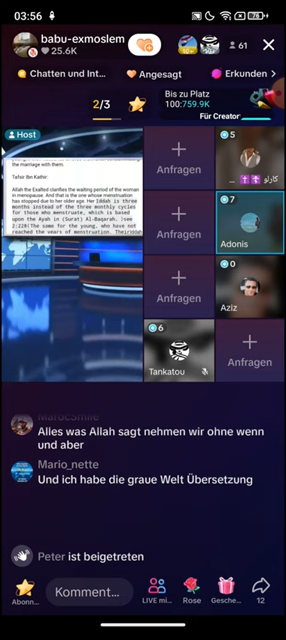 03:56
76
babu-exmoslem
25.6K
10+
61
Chatten und Int...
Angesagt
Erkunden
2/3
Bis zu Platz
100:759.9K
Für Creator
Host
the marriage with them.
Tafsir Ibn Kathir:
Allah the Exalted clarifies the waiting period of the woman
in menopause. And that is the one whose menstruation
has stopped due to her older age. Her Iddah is three
months instead of the three monthly cycles
for those who menstruate, which is based
upon the Ayah in (Surat) Al-Baqarah. )see
2:228(The same for the young, who have not
reached the years of menstruation. Their
Anfragen
5
كارلو
Anfragen
7
Adonis
Anfragen
0
Aziz
Anfragen
6
Tankatou
Anfragen
MarocSmile
Alles was Allah sagt nehmen wir ohne wenn
und aber
Mario_nette
Und ich habe die graue Welt Übersetzung
Peter ist beigetreten
Abonn...
Komment...
LIVE mi...
Rose
Gesche...
12